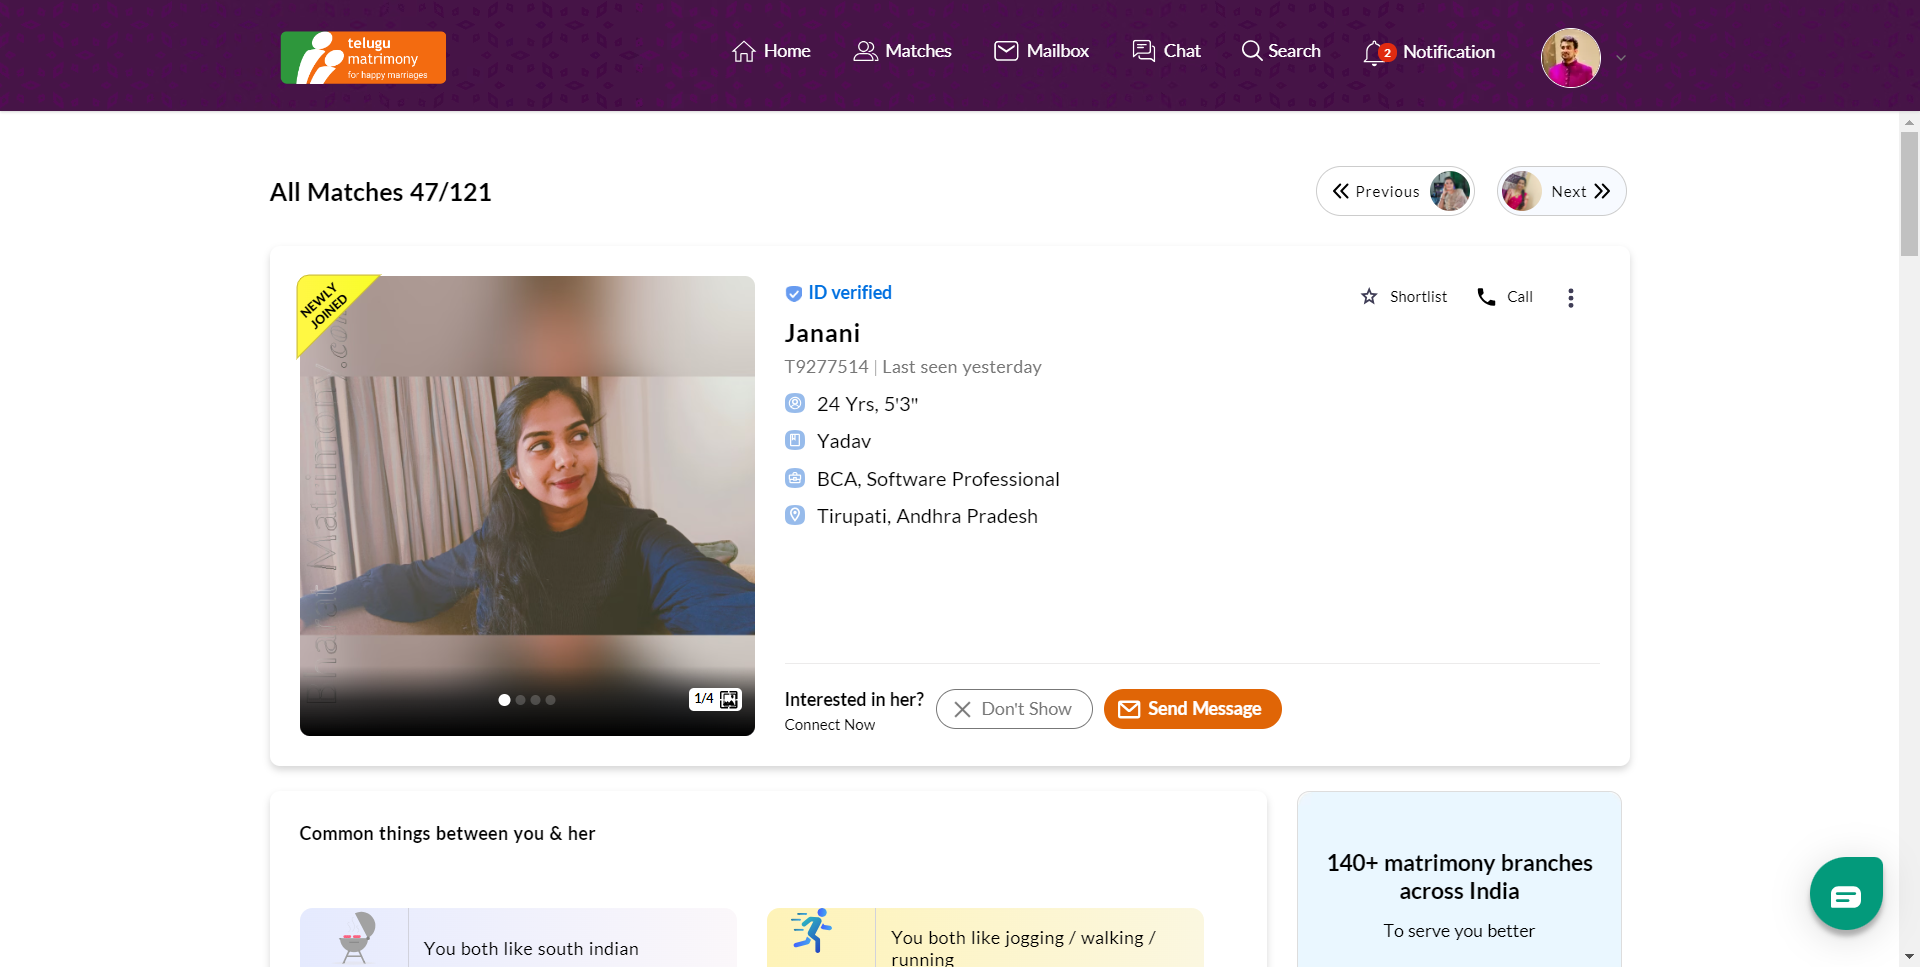 telugu
matrimony
for happy marriages
Home
Matches
Mailbox
Chat
Search
2
Notification
All Matches 47/121
Previous
Next
NEWLY
JOINED
Bharat Matrimony.com
ID verified
Shortlist
Call
Janani
T9277514 | Last seen yesterday
24 Yrs, 5'3"
Yadav
BCA, Software Professional
Tirupati, Andhra Pradesh
1/4
Interested in her?
Connect Now
Don't Show
Send Message
Common things between you & her
You both like south indian
You both like jogging / walking /
running
140+ matrimony branches
across India
To serve you better